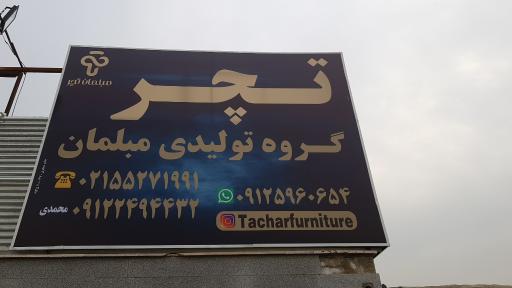 مبلمان تچر
تچر
گروه تولیدی مبلمان
۰۲۱۵۵۲۷۱۹۹۱
۰۹۱۲۵۹۶۰۶۵۴
۰۹۱۲۲۴۹۴۴۳۲ محمدی
Tacharfurniture